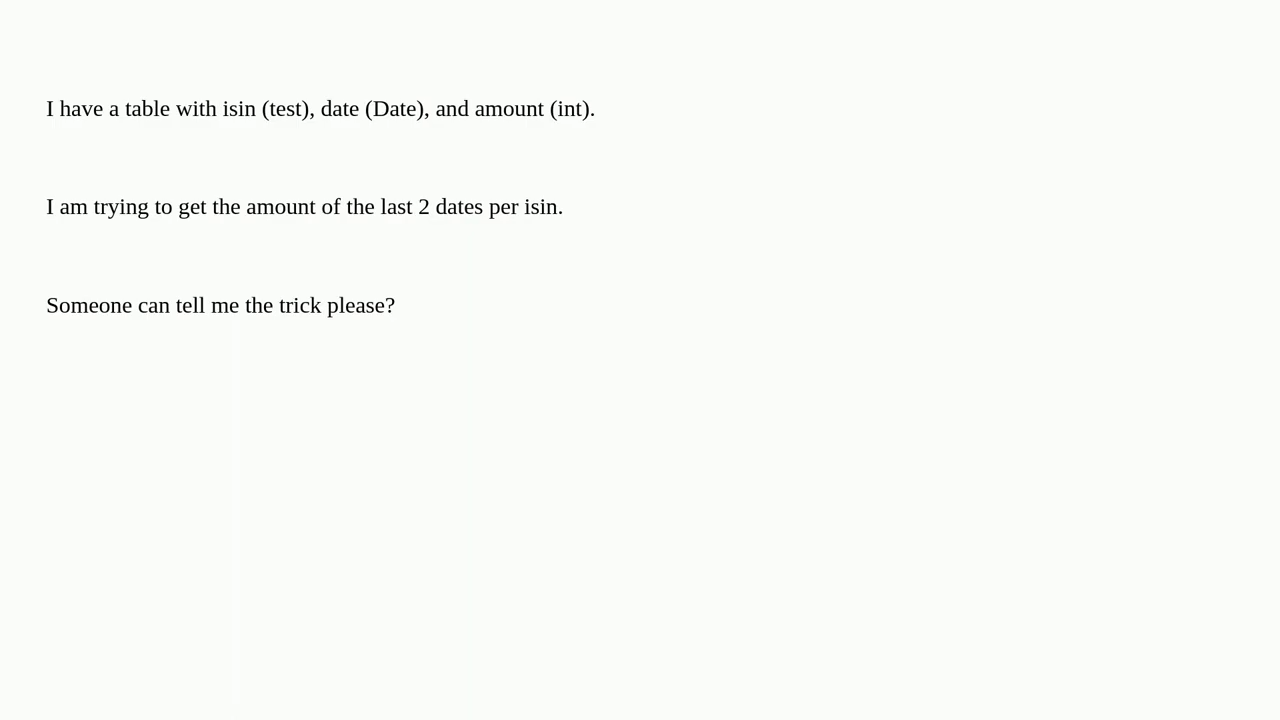 I have a table with isin (test), date (Date), and amount (int).
I am trying to get the amount of the last 2 dates per isin.
Someone can tell me the trick please?